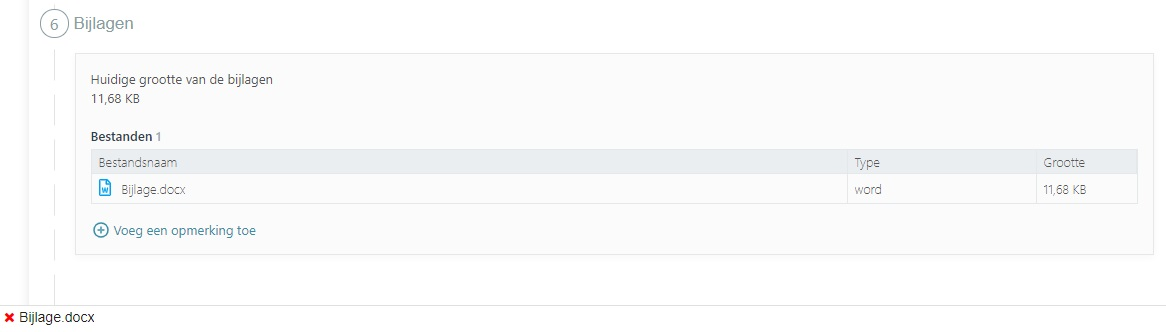 6 Bijlagen
Huidige grootte van de bijlagen
11,68 KB
Bestanden 1
Bestandsnaam Type Grootte
Bijlage.docx word 11,68 KB
Voeg een opmerking toe
Bijlage.docx